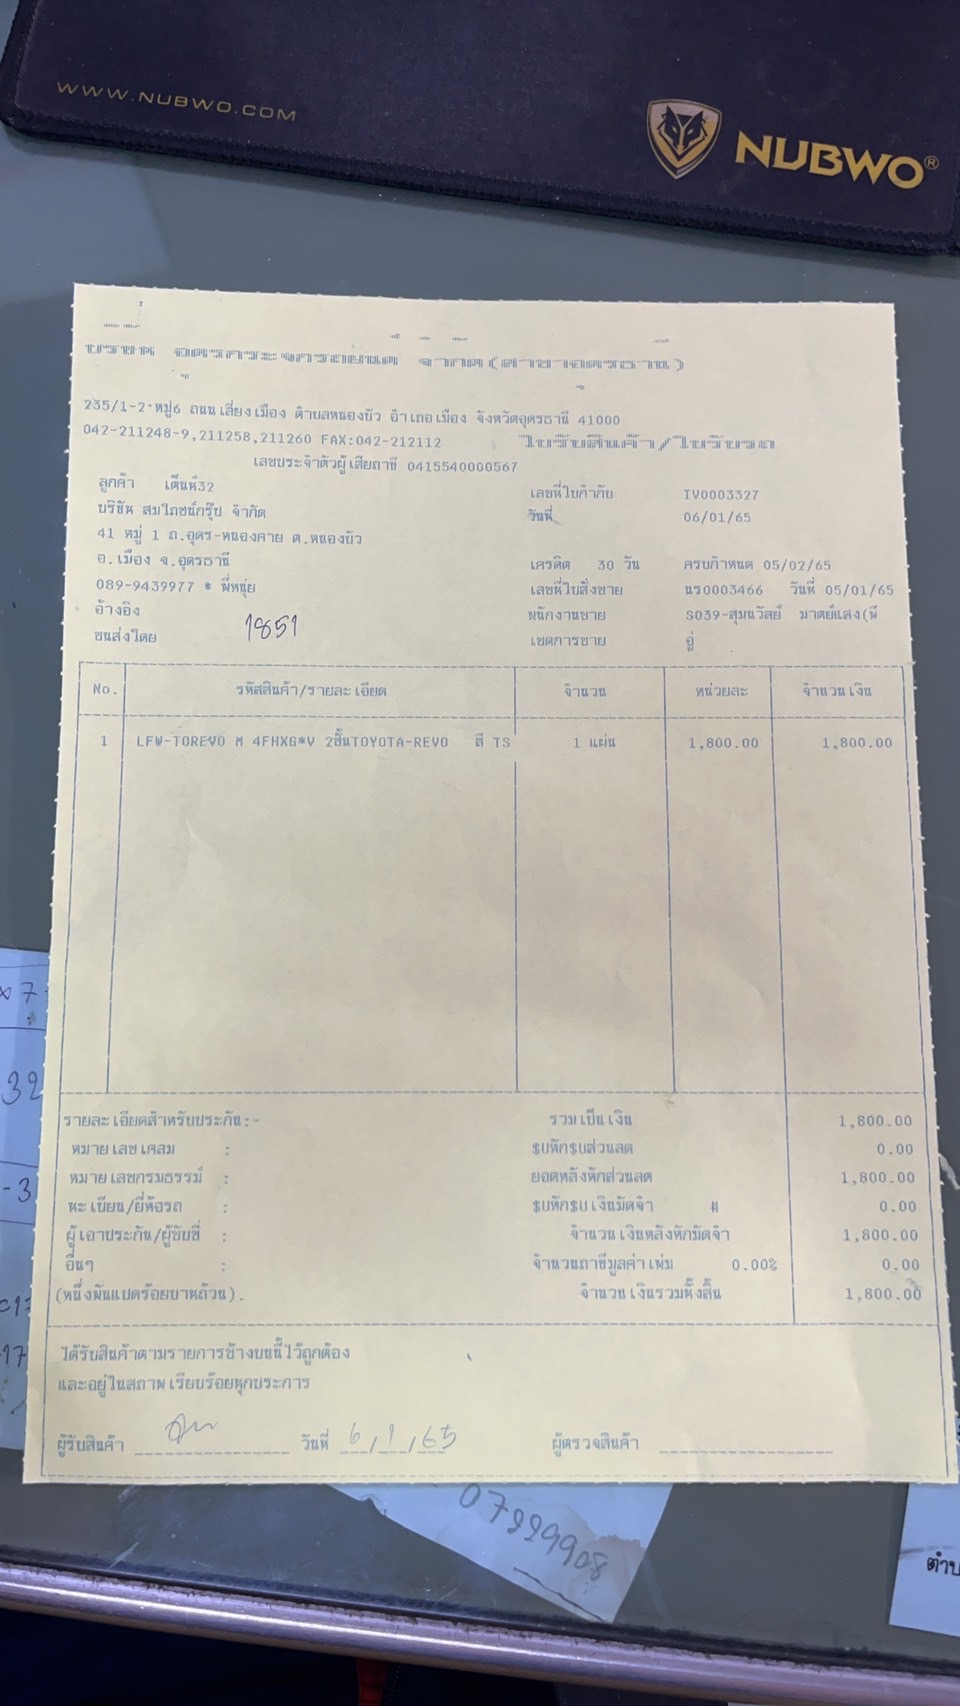 WWW.NUBWO.COM
NUBWO®
235/1-2 หมู่6 ถนนเลี่ยงเมือง ตำบลหนองบัว อำเภอเมือง จังหวัดอุดรธานี 41000
042-211248-9,211258,211260 FAX:042-212112 ใบรับสินค้า/ใบรับรถ
เลขประจำตัวผู้เสียภาษี 0415540000567
ลูกค้า เต็นท์32
เลขที่ใบกำกับ IV0003327
บริษัท สมโภชน์กรุ๊ป จำกัด
วันที่ 06/01/65
41 หมู่ 1 ถ.อุดร-หนองคาย ต.หนองบัว
อ.เมือง จ.อุดรธานี
เครดิต 30 วัน ครบกำหนด 05/02/65
089-9439977 * พี่หนุ่ย
เลขที่ใบสั่งขาย นร0003466 วันที่ 05/01/65
อ้างอิง
พนักงานขาย S039-สุมนวัสย์ มาตย์แสง(พี
ขนส่งโดย 1851
เขตการขาย อู่
No. รหัสสินค้า/รายละเอียด จำนวน หน่วยละ จำนวนเงิน
1 LFW-TOREVO M 4FHXG*V 2ชั้นTOYOTA-REVO สี TS 1 แผ่น 1,800.00 1,800.00
รายละเอียดสำหรับประกัน:- รวมเป็นเงิน 1,800.00
หมายเลขเคลม : $Uหัก$Uส่วนลด 0.00
หมายเลขกรมธรรม์ : ยอดหลังหักส่วนลด 1,800.00
ทะเบียน/ยี่ห้อรถ : $Uหัก$Uเงินมัดจำ # 0.00
ผู้เอาประกัน/ผู้ขับขี่ : จำนวนเงินหลังหักมัดจำ 1,800.00
อื่นๆ : จำนวนภาษีมูลค่าเพิ่ม 0.00% 0.00
(หนึ่งพันแปดร้อยบาทถ้วน). จำนวนเงินรวมทั้งสิ้น 1,800.00
ได้รับสินค้าตามรายการข้างบนนี้ไว้ถูกต้อง
และอยู่ในสภาพเรียบร้อยทุกประการ
ผู้รับสินค้า วันที่ 6/1/65 ผู้ตรวจสินค้า
07999908